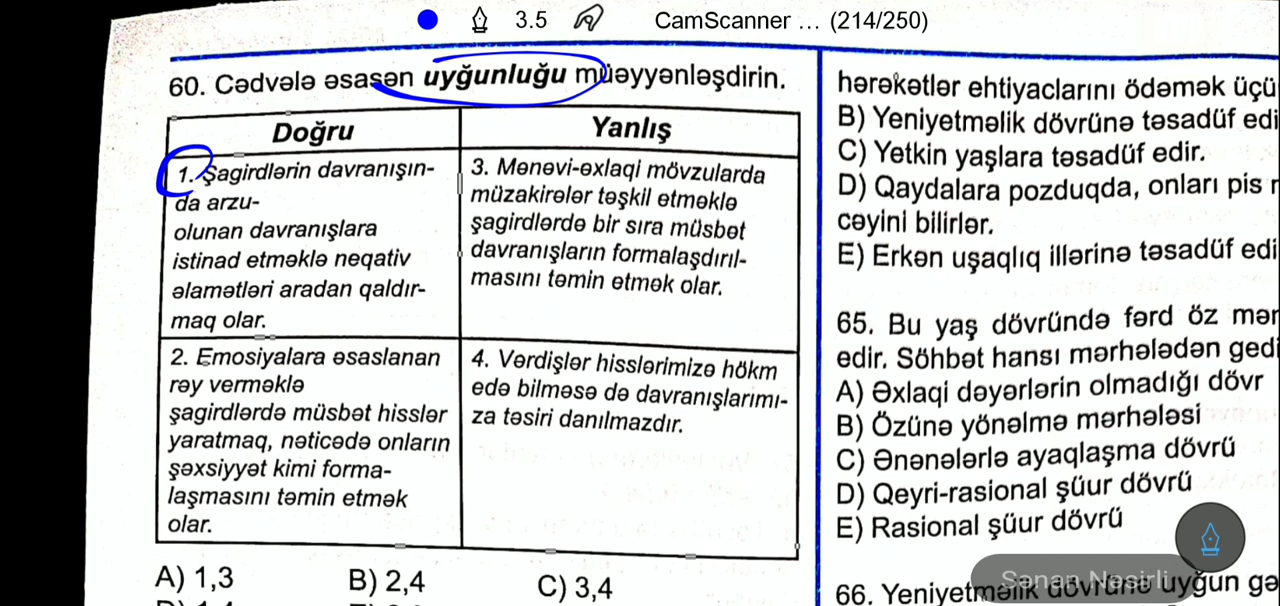 3.5 CamScanner ... (214/250)
60. Cədvələ əsasən uyğunluğu müəyyənləşdirin.
Doğru
Yanlış
1. Şagirdlərin davranışın-
da arzu-
olunan davranışlara
istinad etməklə neqativ
əlamətləri aradan qaldır-
maq olar.
3. Mənəvi-əxlaqi mövzularda
müzakirələr təşkil etməklə
şagirdlərdə bir sıra müsbət
davranışların formalaşdırıl-
masını təmin etmək olar.
2. Emosiyalara əsaslanan
rəy verməklə
şagirdlərdə müsbət hisslər
yaratmaq, nəticədə onların
şəxsiyyət kimi forma-
laşmasını təmin etmək
olar.
4. Vərdişlər hisslərimizə hökm
edə bilməsə də davranışlarımı-
za təsiri danılmazdır.
A) 1,3 B) 2,4 C) 3,4
hərəkətlər ehtiyaclarını ödəmək üçü
B) Yeniyetməlik dövrünə təsadüf edi
C) Yetkin yaşlara təsadüf edir.
D) Qaydalara pozduqda, onları pis
cəyini bilirlər.
E) Erkən uşaqlıq illərinə təsadüf edi
65. Bu yaş dövründə fərd öz
edir. Söhbət hansı mərhələdən gedi
A) Əxlaqi dəyərlərin olmadığı dövr
B) Özünə yönəlmə mərhələsi
C) Ənənələrlə ayaqlaşma dövrü
D) Qeyri-rasional şüur dövrü
E) Rasional şüur dövrü
66. Yeniyetməlik dövrünə uyğun gə
Sənan Nəsirli